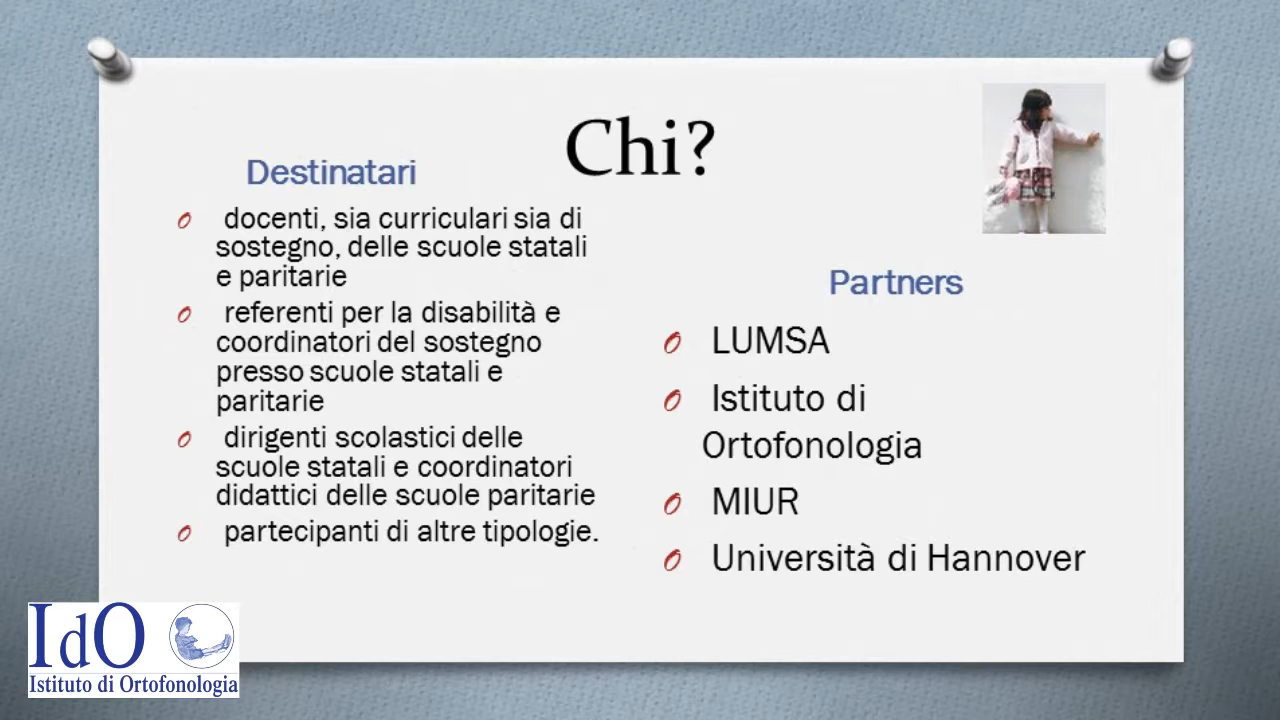 Chi?
Destinatari
docenti, sia curriculari sia di
sostegno, delle scuole statali
e paritarie
referenti per la disabilità e
coordinatori del sostegno
presso scuole statali e
paritarie
dirigenti scolastici delle
scuole statali e coordinatori
didattici delle scuole paritarie
partecipanti di altre tipologie.
Partners
LUMSA
Istituto di
Ortofonologia
MIUR
Università di Hannover
IdO
Istituto di Ortofonologia